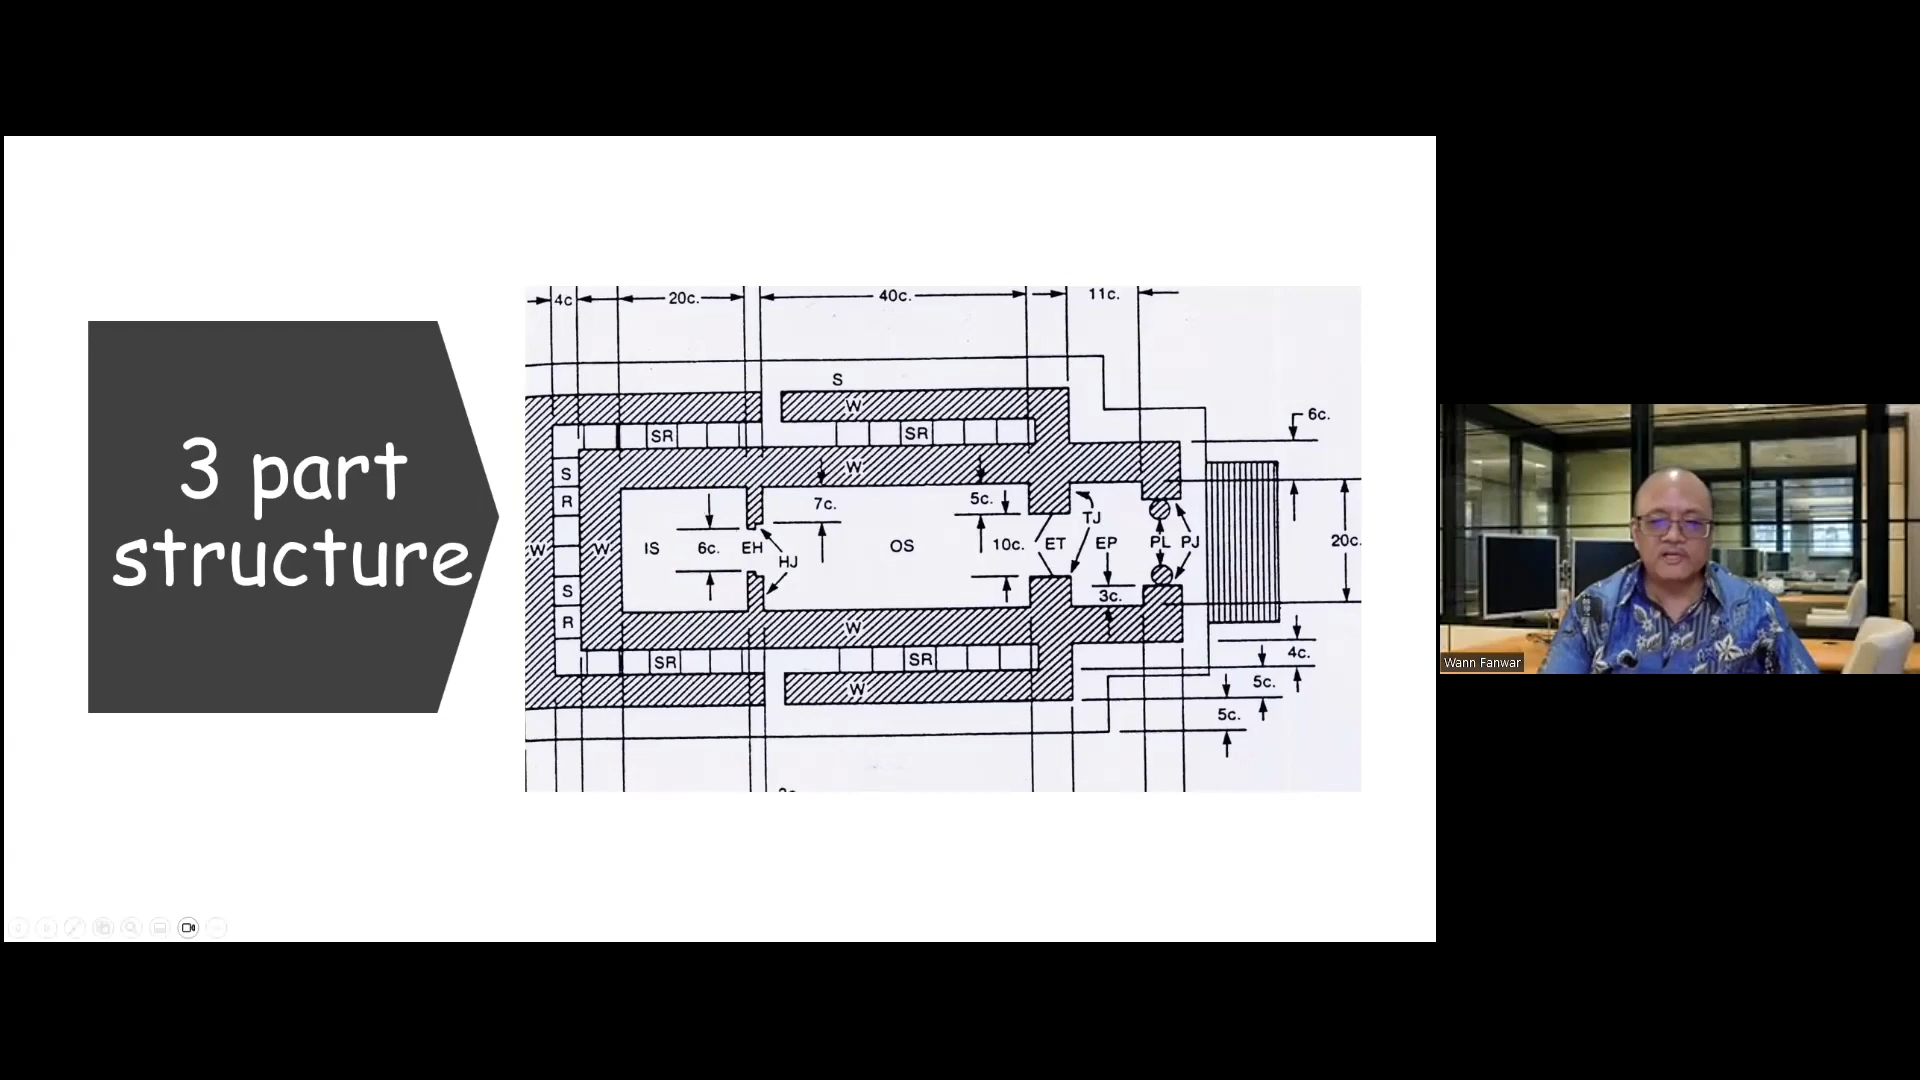 3 part
structure
4c
20c.
40c.
11c.
S
6c.
W
SR
SR
W
S
7c.
5c.
R
TJ
W
W
IS
6c.
EH
HJ
OS
10c.
ET
EP
PL
PJ
20c.
S
3c.
R
W
SR
SR
4c.
W
5c.
5c.
Wann Fanwar